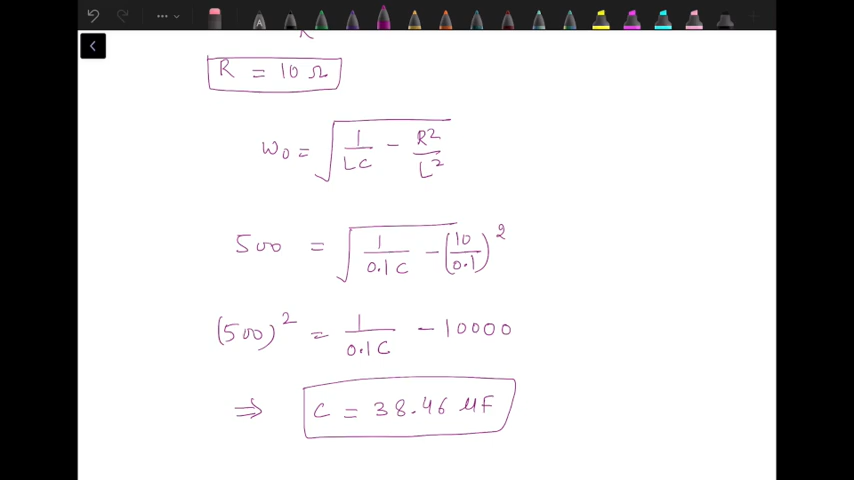 R
R = 10 Ω
ω0 = √(1/LC − R²/L²)
500 = √(1/0.1C − (10/0.1)²)
(500)² = 1/0.1C − 10000
⇒ C = 38.46 μF